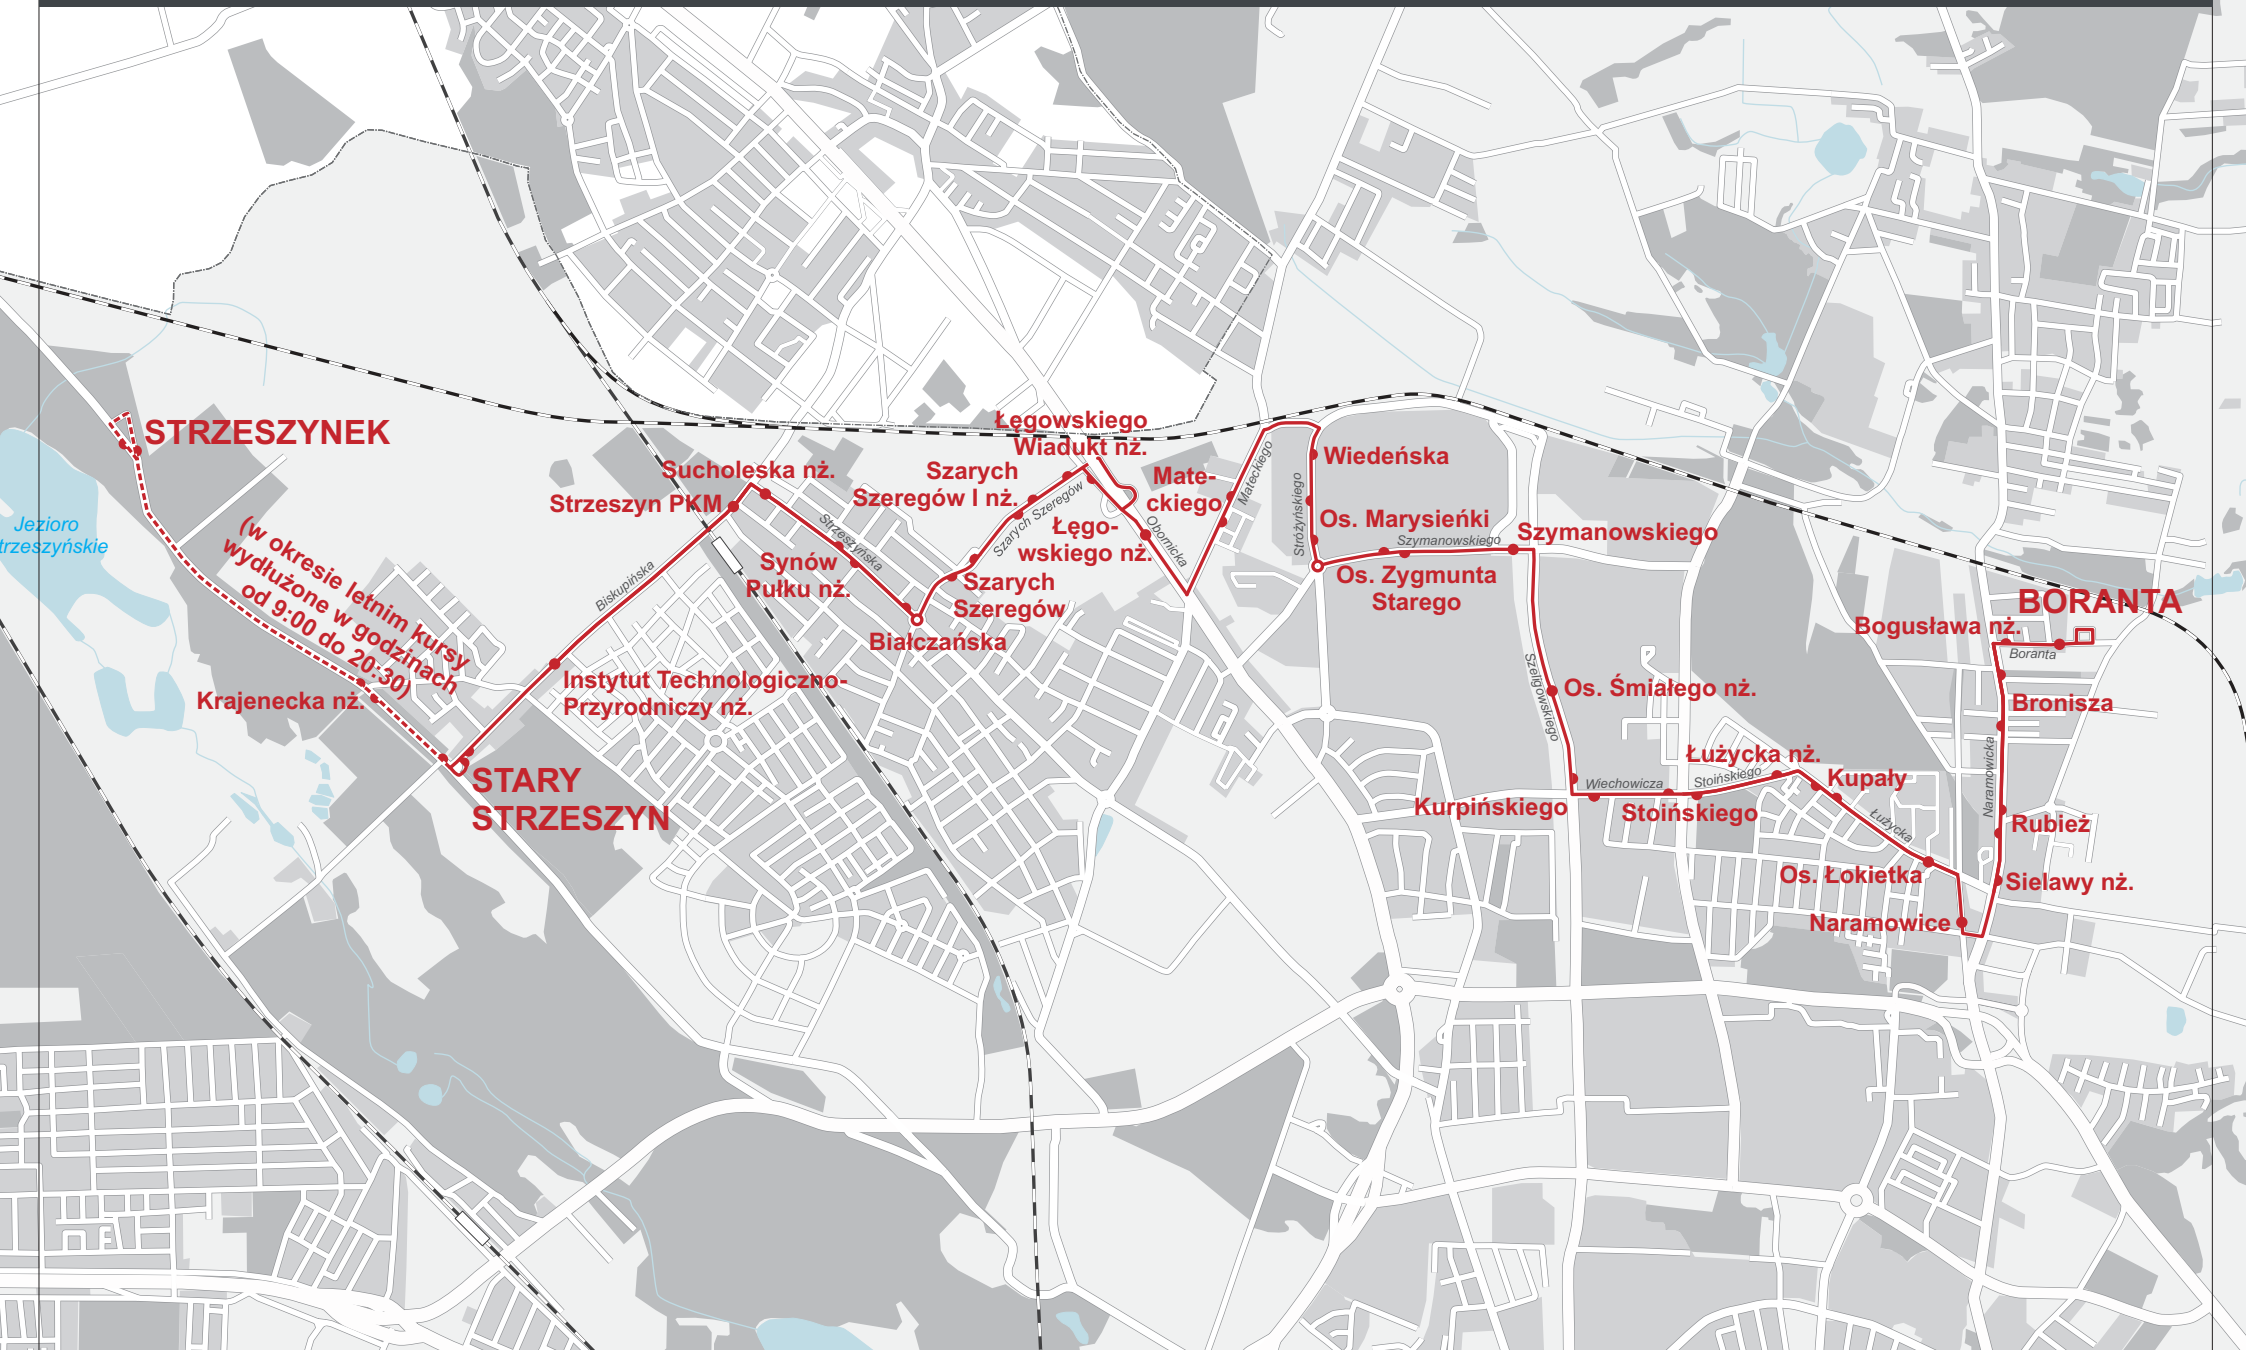 STRZESZYNEK
Jezioro
trzeszyńskie
(w okresie letnim kursy
wydłużone w godzinach
od 9:00 do 20:30)
Krajenecka nż.
STARY
STRZESZYN
Instytut Technologiczno-
Przyrodniczy nż.
Biskupińska
Strzeszyn PKM
Sucholeska nż.
Strzeszyńska
Synów
Pułku nż.
Białczańska
Szarych
Szeregów
Szarych Szeregów
Szarych
Szeregów I nż.
Łęgowskiego
Wiadukt nż.
Łęgo-
wskiego nż.
Obornicka
Mate-
ckiego
Mateckiego
Wiedeńska
Stróżyńskiego
Os. Marysieńki
Szymanowskiego
Os. Zygmunta
Starego
Szymanowskiego
Szeligowskiego
Os. Śmiałego nż.
Kurpińskiego
Wiechowicza
Stoińskiego
Stoińskiego
Łużycka nż.
Kupały
Łużycka
Os. Łokietka
Naramowice
Sielawy nż.
Rubież
Naramowicka
Bronisza
Bogusława nż.
Boranta
BORANTA